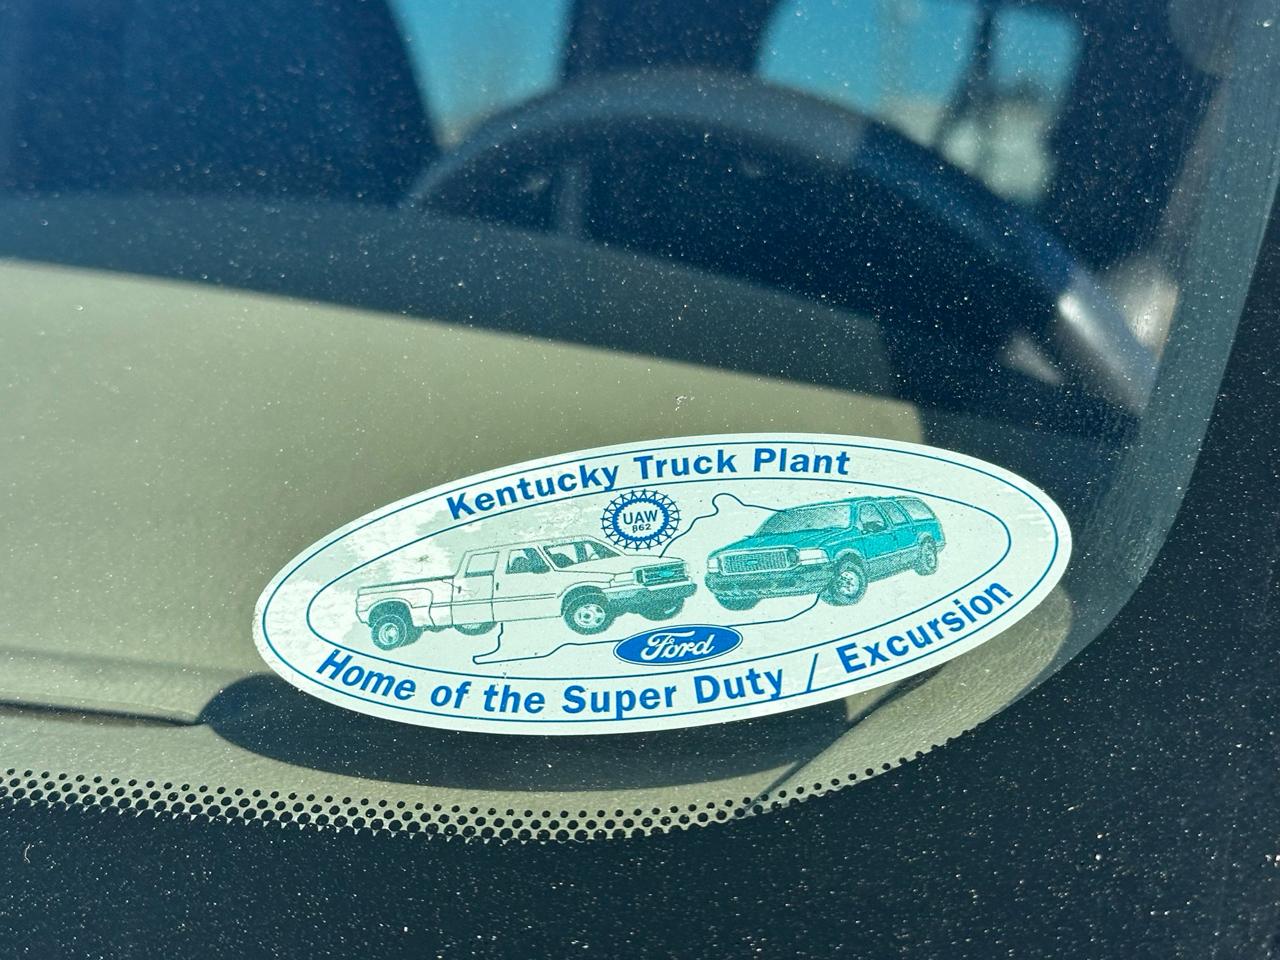 Kentucky Truck Plant
UAW
862
Ford
Home of the Super Duty / Excursion